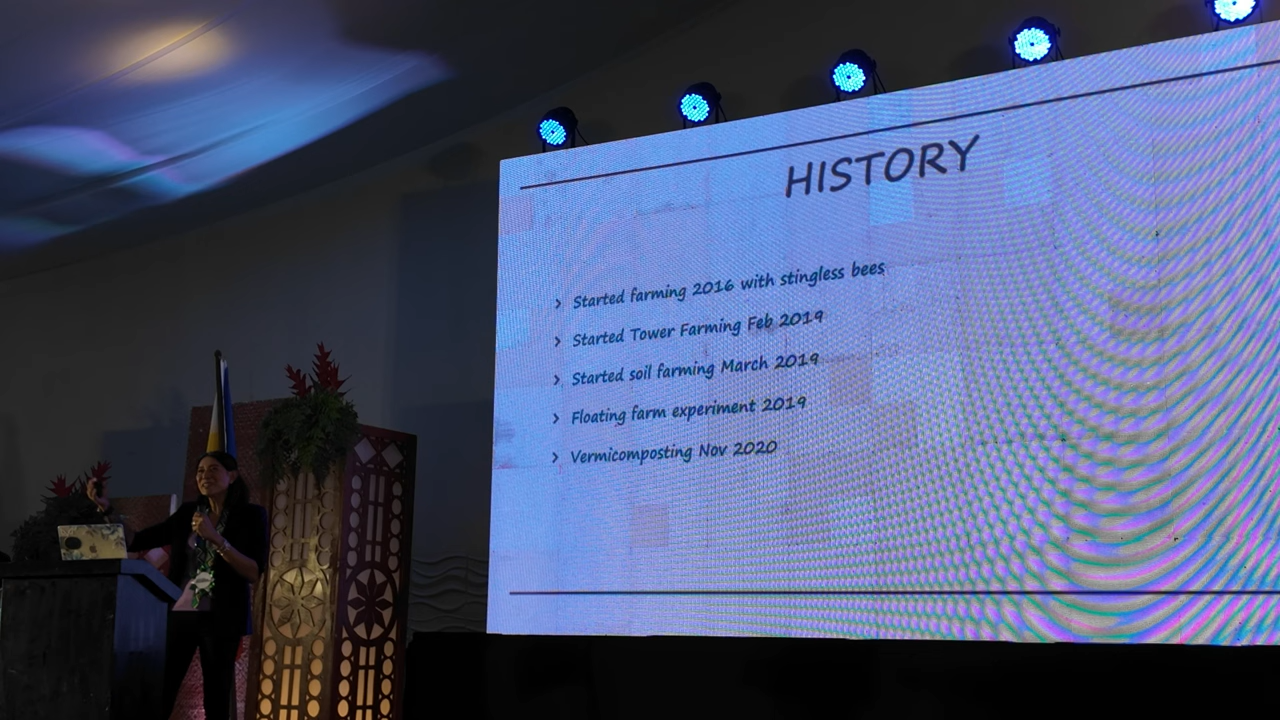 HISTORY
› Started farming 2016 with stingless bees
› Started Tower Farming Feb 2019
› Started soil farming March 2019
› Floating farm experiment 2019
› Vermicomposting Nov 2020